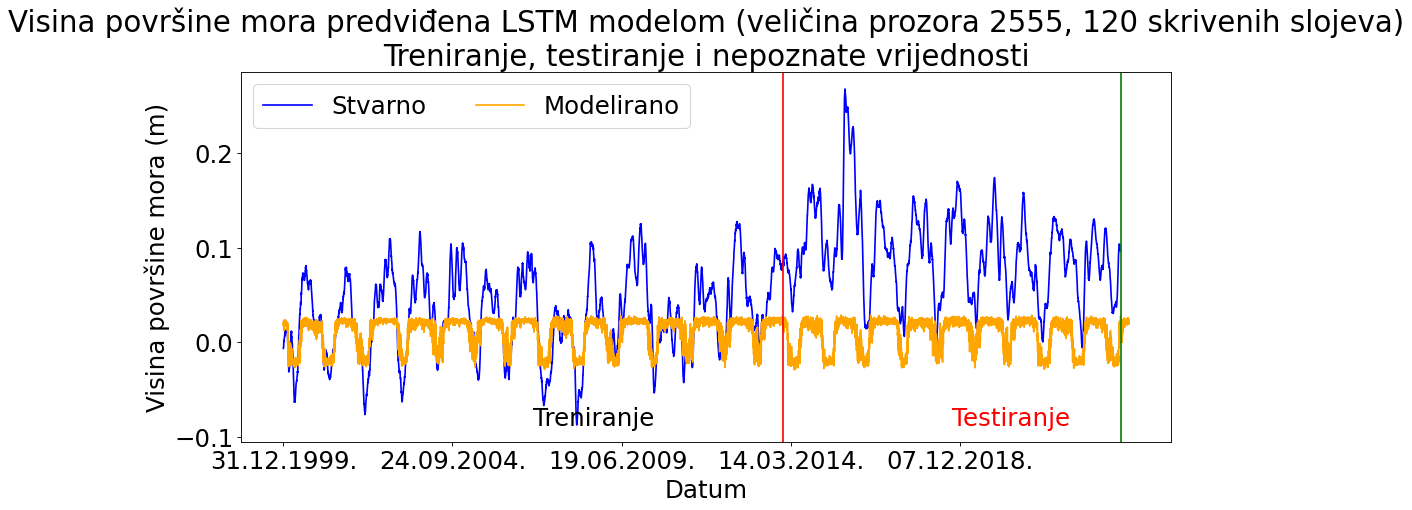 Visina površine mora predviđena LSTM modelom (veličina prozora 2555, 120 skrivenih slojeva)
Treniranje, testiranje i nepoznate vrijednosti
Stvarno
Modelirano
Visina površine mora (m)
0.2
0.1
0.0
−0.1
Treniranje
Testiranje
31.12.1999.
24.09.2004.
19.06.2009.
14.03.2014.
07.12.2018.
Datum